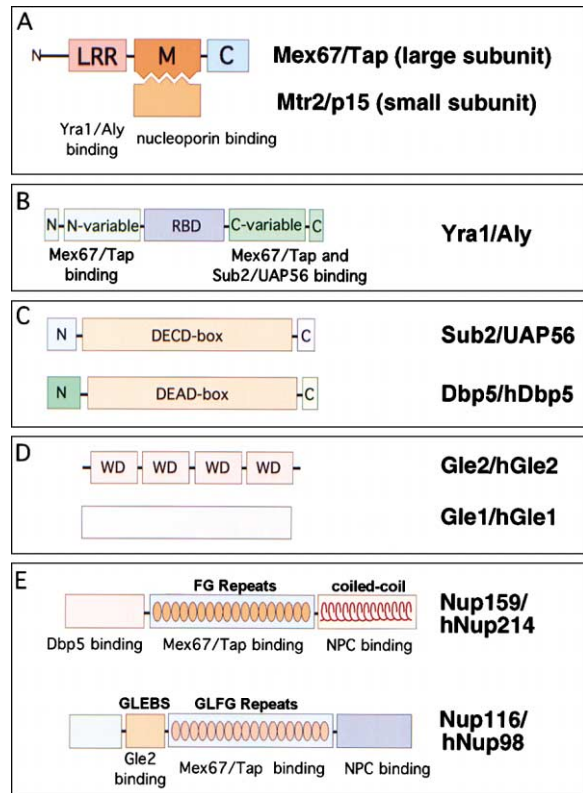 A
N LRR M C
Mex67/Tap (large subunit)
Mtr2/p15 (small subunit)
Yra1/Aly
binding
nucleoporin binding
B
N N-variable RBD C-variable C
Yra1/Aly
Mex67/Tap
binding
Mex67/Tap and
Sub2/UAP56 binding
C
N DECD-box C
Sub2/UAP56
N DEAD-box C
Dbp5/hDbp5
D
WD WD WD WD
Gle2/hGle2
Gle1/hGle1
E
FG Repeats coiled-coil
Nup159/
hNup214
Dbp5 binding Mex67/Tap binding NPC binding
GLEBS GLFG Repeats
Nup116/
hNup98
Gle2
binding
Mex67/Tap binding NPC binding